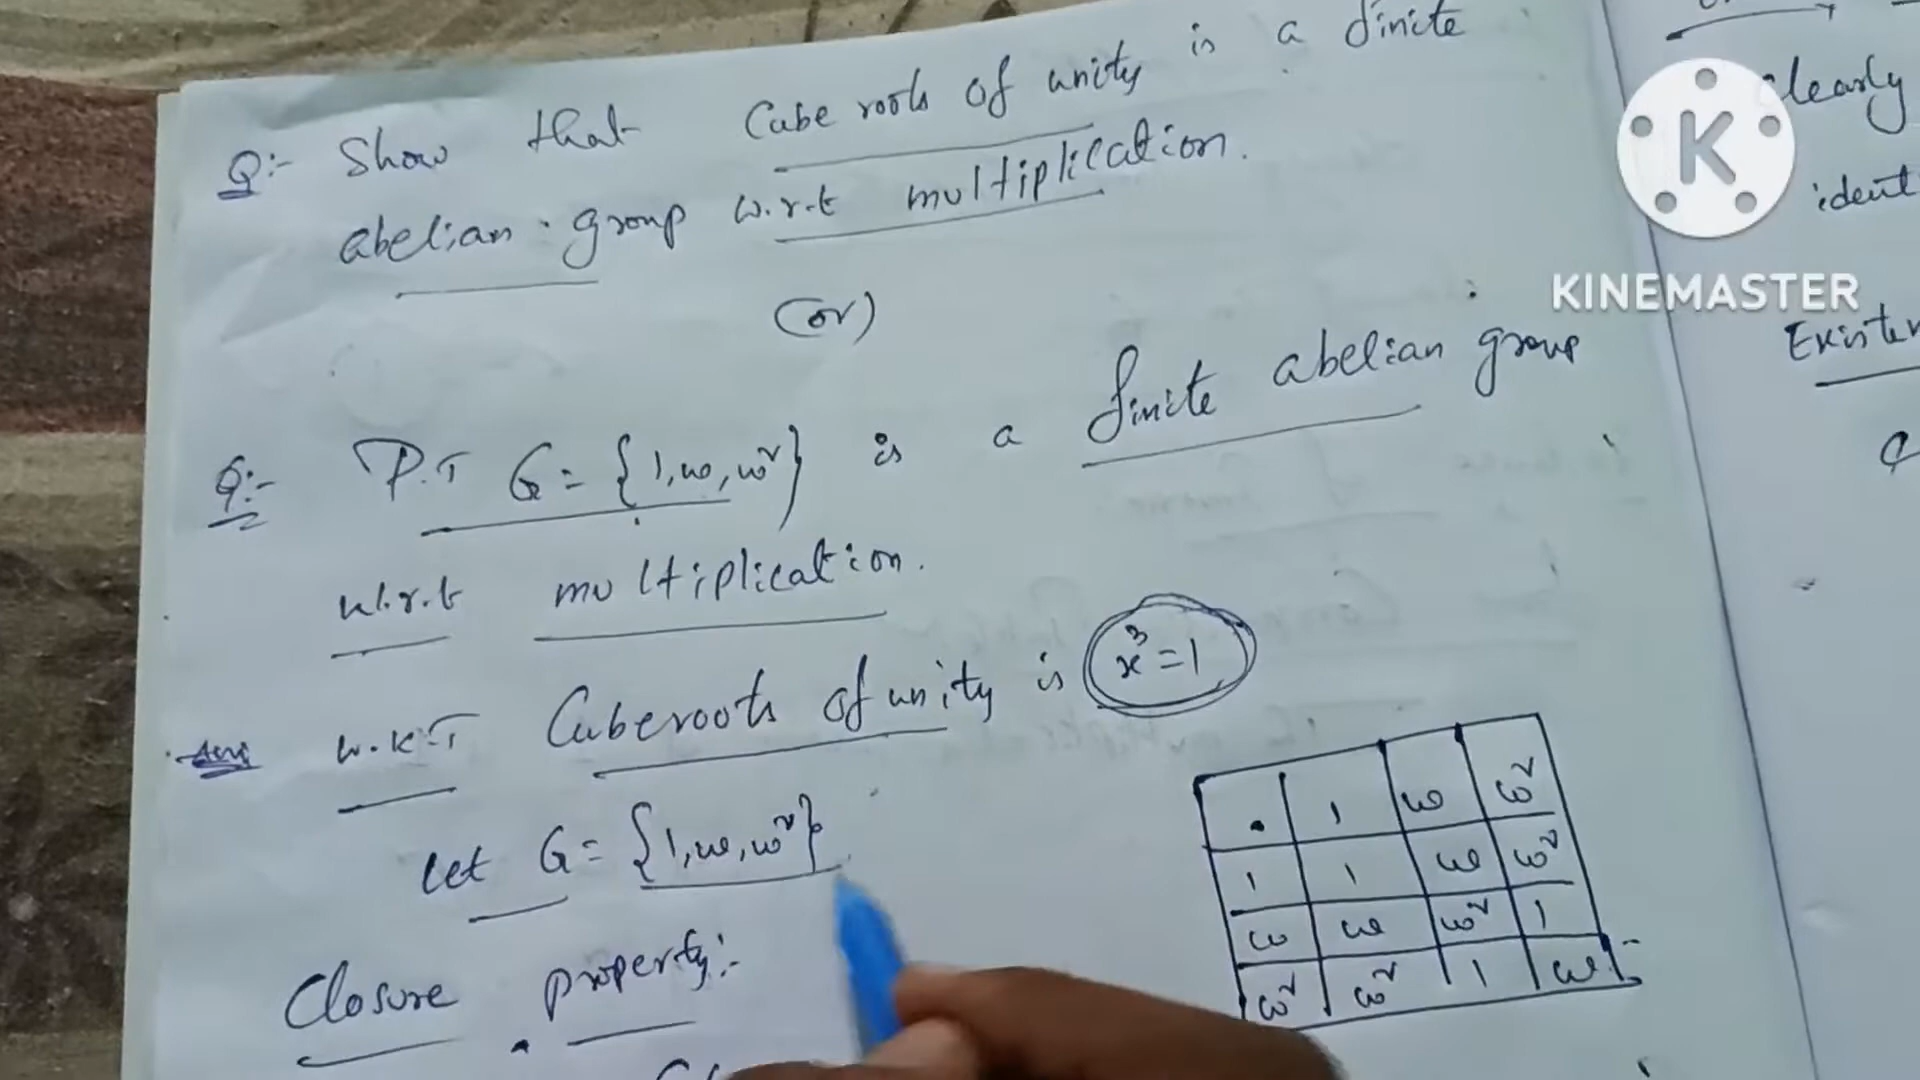 Q:- Show that Cube roots of unity is a finite
abelian group w.r.t multiplication.
(or)
Q:- P.T G = {1, ω, ω²} is a finite abelian group
w.r.t multiplication.
Ans W.K.T Cuberoots of unity is x³=1
Let G = {1, ω, ω²}
. 1 ω ω²
1 1 ω ω²
ω ω ω² 1
ω² ω² 1 ω
Closure property:-
clearly
K
KINEMASTER